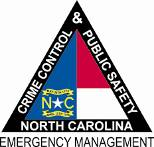 CRIME CONTROL & PUBLIC SAFETY
N C
NORTH CAROLINA
EMERGENCY MANAGEMENT